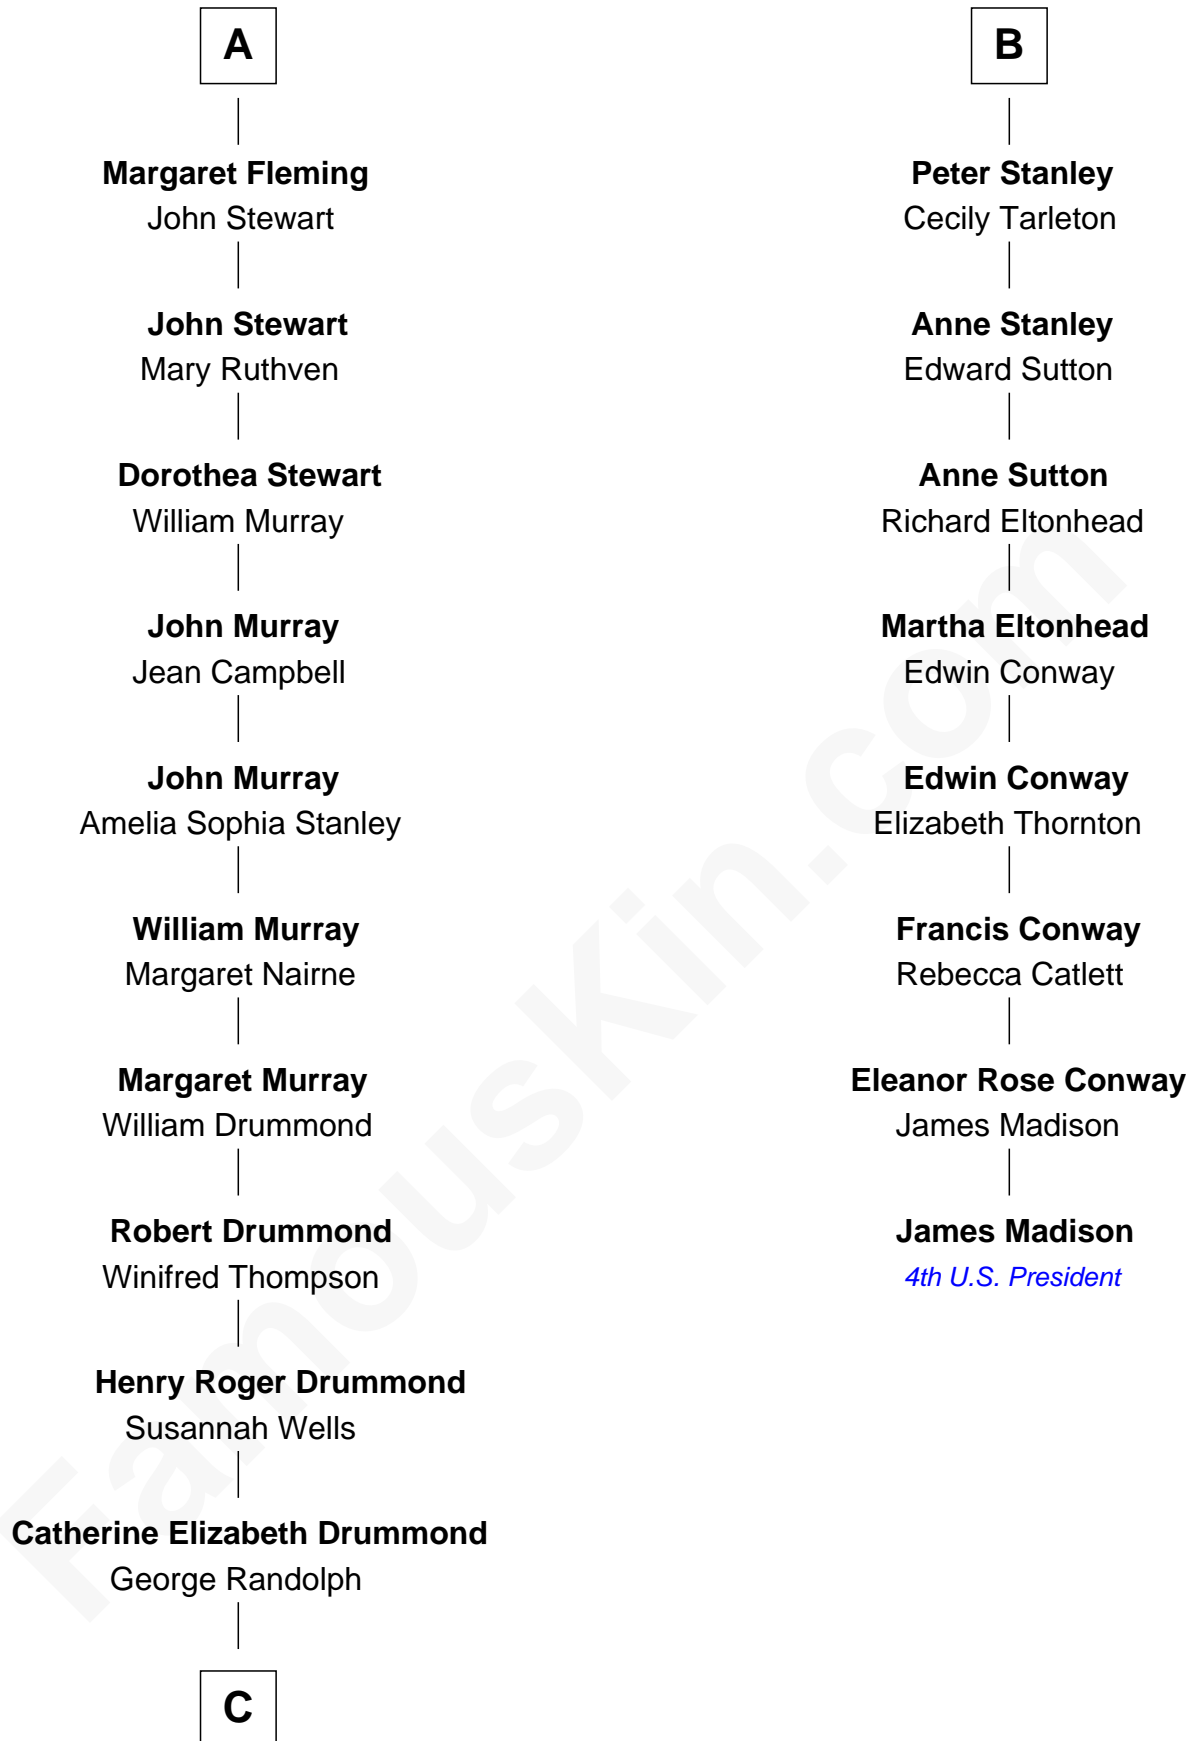 A
Margaret Fleming
John Stewart
John Stewart
Mary Ruthven
Dorothea Stewart
William Murray
John Murray
Jean Campbell
John Murray
Amelia Sophia Stanley
William Murray
Margaret Nairne
Margaret Murray
William Drummond
Robert Drummond
Winifred Thompson
Henry Roger Drummond
Susannah Wells
Catherine Elizabeth Drummond
George Randolph
C
B
Peter Stanley
Cecily Tarleton
Anne Stanley
Edward Sutton
Anne Sutton
Richard Eltonhead
Martha Eltonhead
Edwin Conway
Edwin Conway
Elizabeth Thornton
Francis Conway
Rebecca Catlett
Eleanor Rose Conway
James Madison
James Madison
4th U.S. President
FamousKin.com